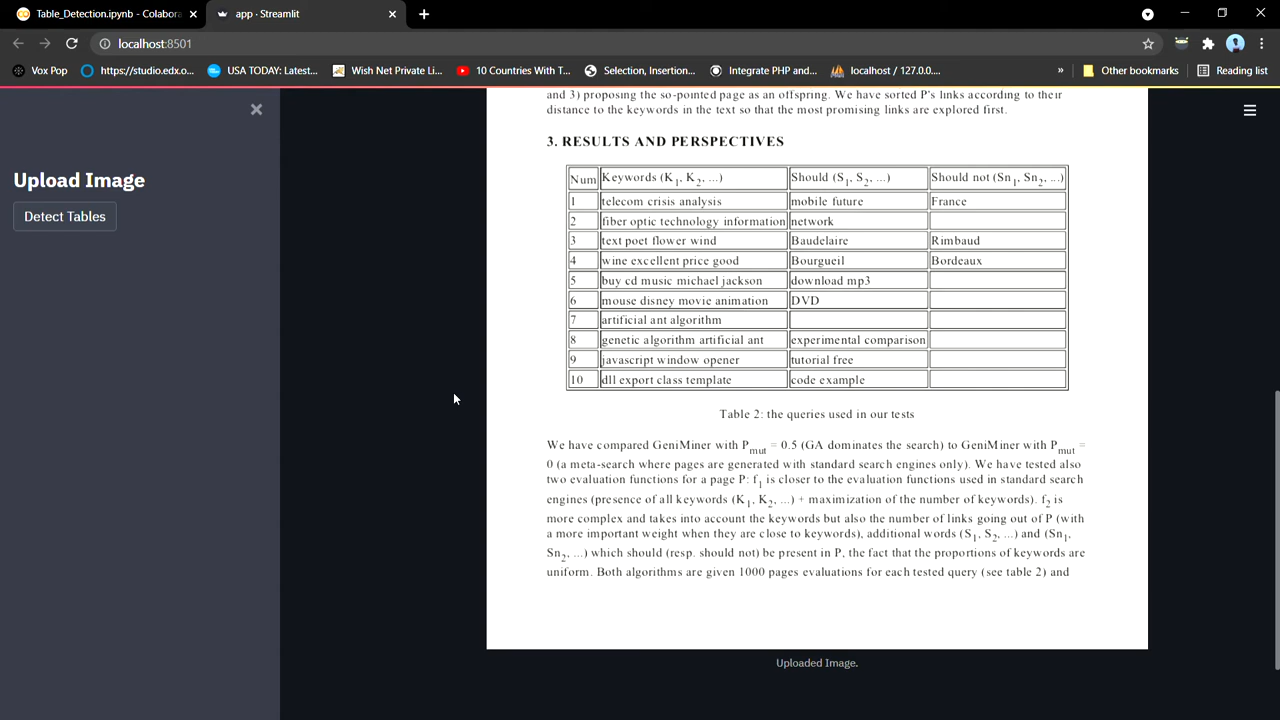 Table_Detection.ipynb - Colabora
app · Streamlit
localhost:8501
Vox Pop
https://studio.edx.o...
USA TODAY: Latest...
Wish Net Private Li...
10 Countries With T...
Selection, Insertion...
Integrate PHP and...
localhost / 127.0.0....
»
Other bookmarks
Reading list
Upload Image
Detect Tables
and 3) proposing the so-pointed page as an offspring. We have sorted P's links according to their
distance to the keywords in the text so that the most promising links are explored first.
3. RESULTS AND PERSPECTIVES
Num Keywords (K1, K2, ...) Should (S1, S2, ...) Should not (Sn1, Sn2, ...)
1 telecom crisis analysis mobile future France
2 fiber optic technology information network
3 text poet flower wind Baudelaire Rimbaud
4 wine excellent price good Bourgueil Bordeaux
5 buy cd music michael jackson download mp3
6 mouse disney movie animation DVD
7 artificial ant algorithm
8 genetic algorithm artificial ant experimental comparison
9 javascript window opener tutorial free
10 dll export class template code example
Table 2: the queries used in our tests
We have compared GeniMiner with Pmut = 0.5 (GA dominates the search) to GeniMiner with Pmut =
0 (a meta-search where pages are generated with standard search engines only). We have tested also
two evaluation functions for a page P: f1 is closer to the evaluation functions used in standard search
engines (presence of all keywords (K1, K2, ...) + maximization of the number of keywords). f2 is
more complex and takes into account the keywords but also the number of links going out of P (with
a more important weight when they are close to keywords), additional words (S1, S2, ...) and (Sn1,
Sn2, ...) which should (resp. should not) be present in P, the fact that the proportions of keywords are
uniform. Both algorithms are given 1000 pages evaluations for each tested query (see table 2) and
Uploaded Image.